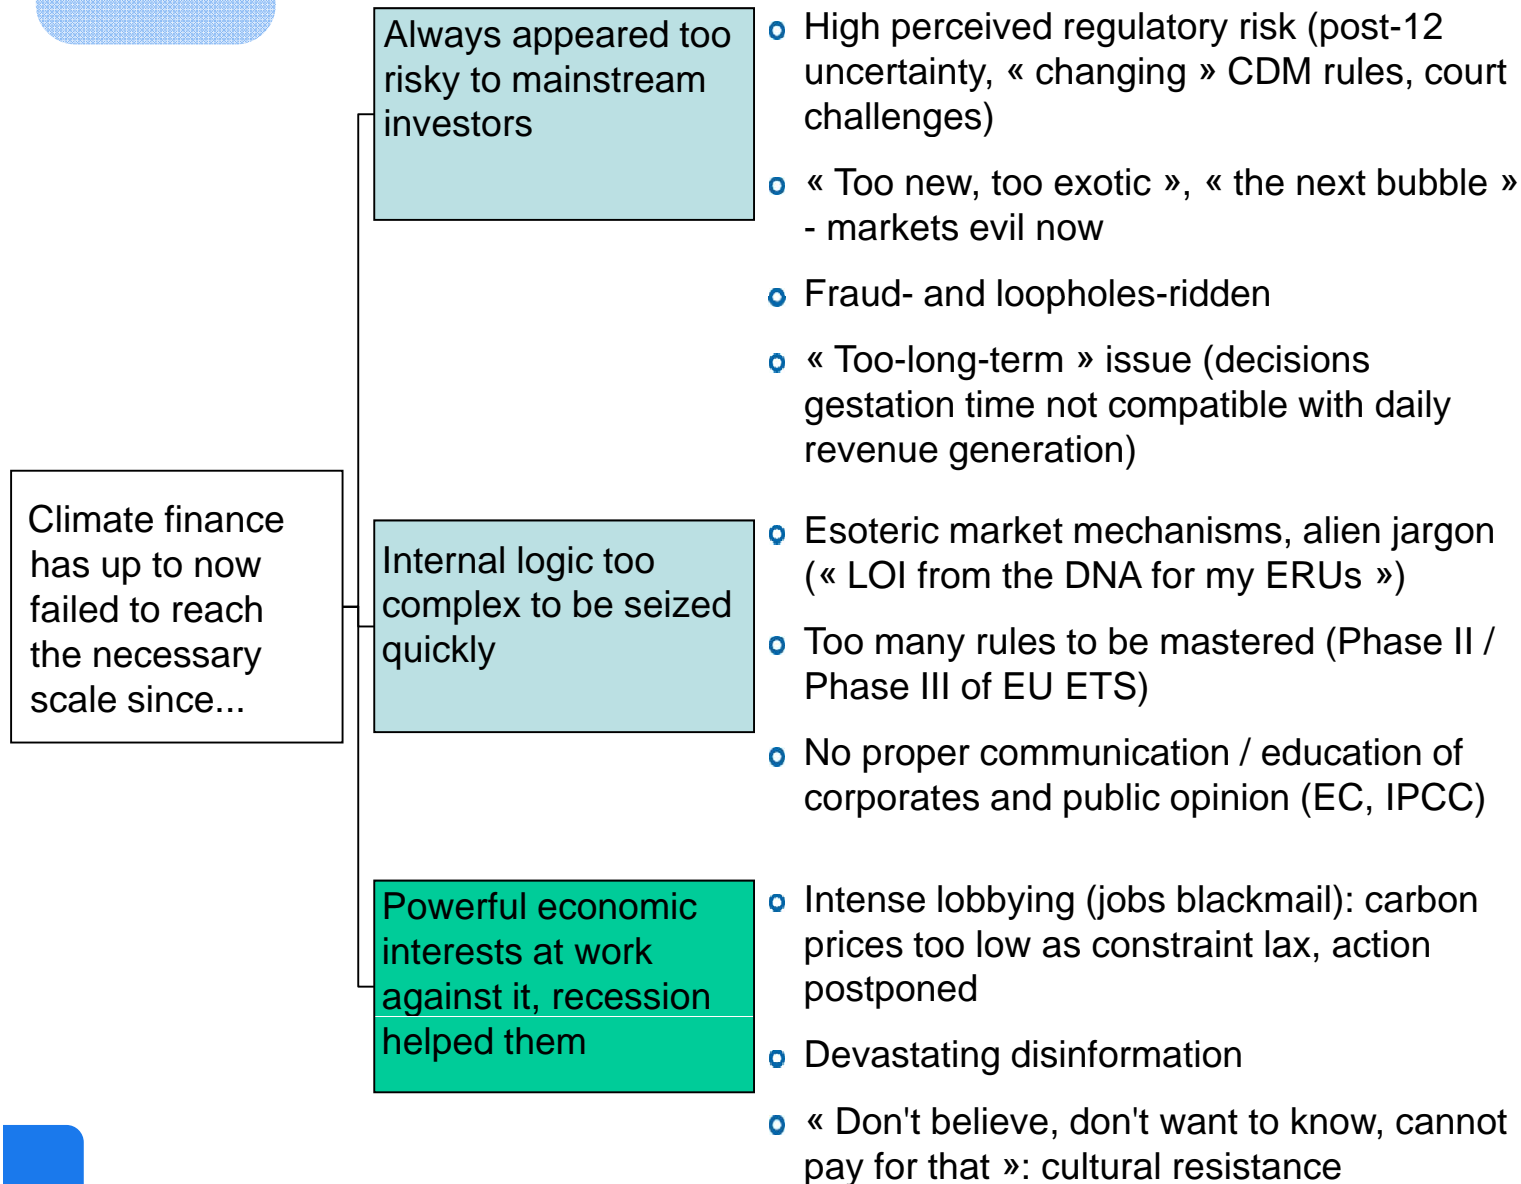 Climate finance
has up to now
failed to reach
the necessary
scale since...
Always appeared too
risky to mainstream
investors
High perceived regulatory risk (post-12
uncertainty, « changing » CDM rules, court
challenges)
« Too new, too exotic », « the next bubble »
- markets evil now
Fraud- and loopholes-ridden
« Too-long-term » issue (decisions
gestation time not compatible with daily
revenue generation)
Internal logic too
complex to be seized
quickly
Esoteric market mechanisms, alien jargon
(« LOI from the DNA for my ERUs »)
Too many rules to be mastered (Phase II /
Phase III of EU ETS)
No proper communication / education of
corporates and public opinion (EC, IPCC)
Powerful economic
interests at work
against it, recession
helped them
Intense lobbying (jobs blackmail): carbon
prices too low as constraint lax, action
postponed
Devastating disinformation
« Don't believe, don't want to know, cannot
pay for that »: cultural resistance